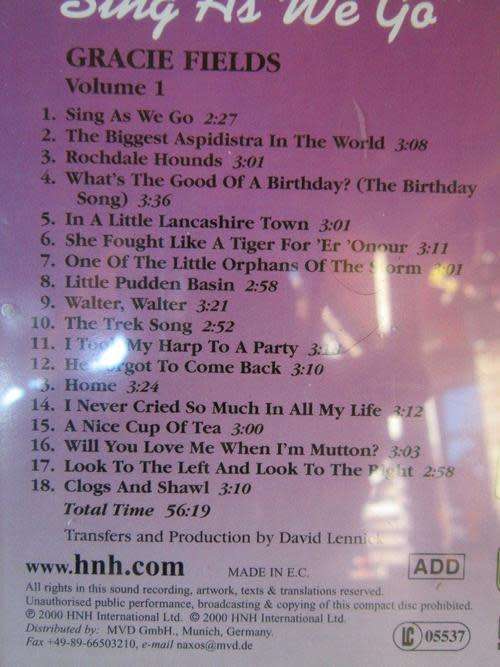 Sing As We Go
GRACIE FIELDS
Volume 1
1. Sing As We Go 2:27
2. The Biggest Aspidistra In The World 3:08
3. Rochdale Hounds 3:01
4. What's The Good Of A Birthday? (The Birthday
Song) 3:36
5. In A Little Lancashire Town 3:01
6. She Fought Like A Tiger For 'Er 'Onour 3:11
7. One Of The Little Orphans Of The Storm :01
8. Little Pudden Basin 2:58
9. Walter, Walter 3:21
10. The Trek Song 2:52
11. I Took My Harp To A Party
12. He Forgot To Come Back 3:10
3. Home 3:24
14. I Never Cried So Much In All My Life 3:12
15. A Nice Cup Of Tea 3:00
16. Will You Love Me When I'm Mutton? 3:03
17. Look To The Left And Look To The Right 2:58
18. Clogs And Shawl 3:10
Total Time 56:19
Transfers and Production by David Lennick
www.hnh.com MADE IN E.C. ADD
All rights in this sound recording, artwork, texts & translations reserved.
Unauthorised public performance, broadcasting & copying of this compact disc prohibited.
℗ 2000 HNH International Ltd. © 2000 HNH International Ltd.
Distributed by: MVD GmbH., Munich, Germany.
Fax +49-89-66503210, e-mail naxos@mvd.de
LC 05537